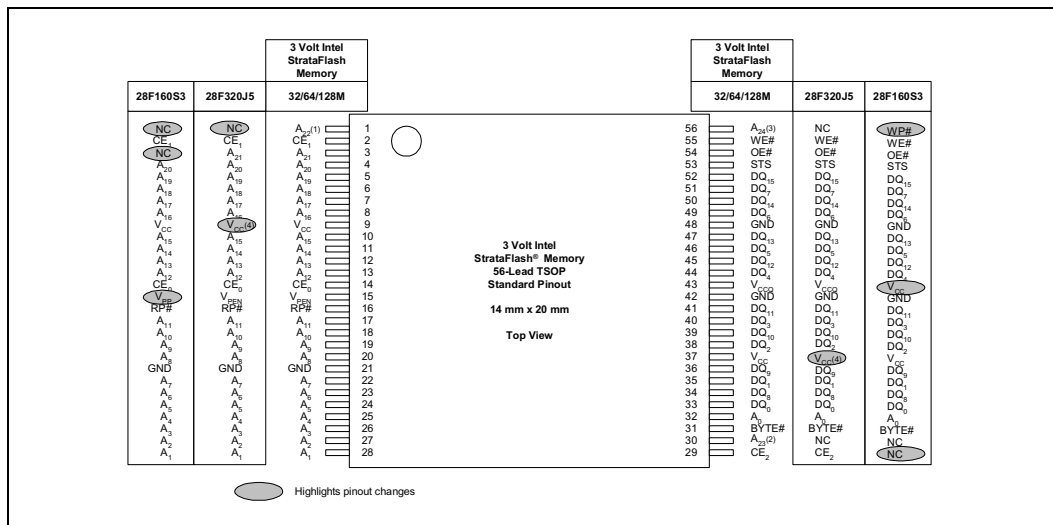 3 Volt Intel
StrataFlash
Memory
3 Volt Intel
StrataFlash
Memory
28F160S3 28F320J5 32/64/128M 32/64/128M 28F320J5 28F160S3
NC NC A22(1) 1 56 A24(3) NC WP#
CE1 CE1 CE1 2 55 WE# WE# WE#
NC A21 A21 3 54 OE# OE# OE#
A20 A20 A20 4 53 STS STS STS
A19 A19 A19 5 52 DQ15 DQ15 DQ15
A18 A18 A18 6 51 DQ7 DQ7 DQ7
A17 A17 A17 7 50 DQ14 DQ14 DQ14
A16 A16 A16 8 49 DQ6 DQ6 DQ6
VCC VCC(4) VCC 9 48 GND GND GND
A15 A15 A15 10 47 DQ13 DQ13 DQ13
A14 A14 A14 11 46 DQ5 DQ5 DQ5
A13 A13 A13 12 45 DQ12 DQ12 DQ12
A12 A12 A12 13 44 DQ4 DQ4 DQ4
CE0 CE0 CE0 14 43 VCCQ VCCQ VCC
VPP VPEN VPEN 15 42 GND GND GND
RP# RP# RP# 16 41 DQ11 DQ11 DQ11
A11 A11 A11 17 40 DQ3 DQ3 DQ3
A10 A10 A10 18 39 DQ10 DQ10 DQ10
A9 A9 A9 19 38 DQ2 DQ2 DQ2
A8 A8 A8 20 37 VCC VCC(4) VCC
GND GND GND 21 36 DQ9 DQ9 DQ9
A7 A7 A7 22 35 DQ1 DQ1 DQ1
A6 A6 A6 23 34 DQ8 DQ8 DQ8
A5 A5 A5 24 33 DQ0 DQ0 DQ0
A4 A4 A4 25 32 A0 A0 A0
A3 A3 A3 26 31 BYTE# BYTE# BYTE#
A2 A2 A2 27 30 A23(2) NC NC
A1 A1 A1 28 29 CE2 CE2 NC
3 Volt Intel
StrataFlash® Memory
56-Lead TSOP
Standard Pinout
14 mm x 20 mm
Top View
Highlights pinout changes